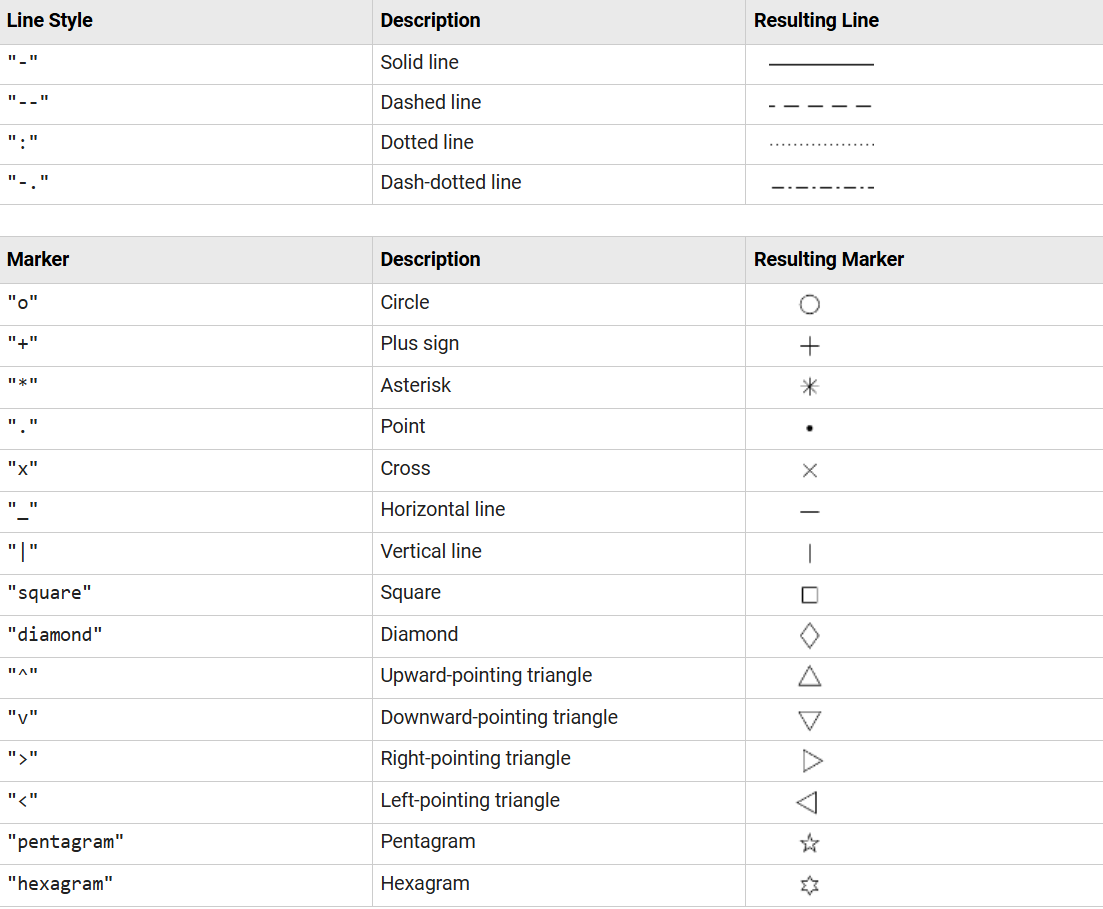 Line Style Description Resulting Line
"-" Solid line
"--" Dashed line
":" Dotted line
"-." Dash-dotted line
Marker Description Resulting Marker
"o" Circle
"+" Plus sign
"*" Asterisk
"." Point
"x" Cross
"_" Horizontal line
"|" Vertical line
"square" Square
"diamond" Diamond
"^" Upward-pointing triangle
"v" Downward-pointing triangle
">" Right-pointing triangle
"<" Left-pointing triangle
"pentagram" Pentagram
"hexagram" Hexagram